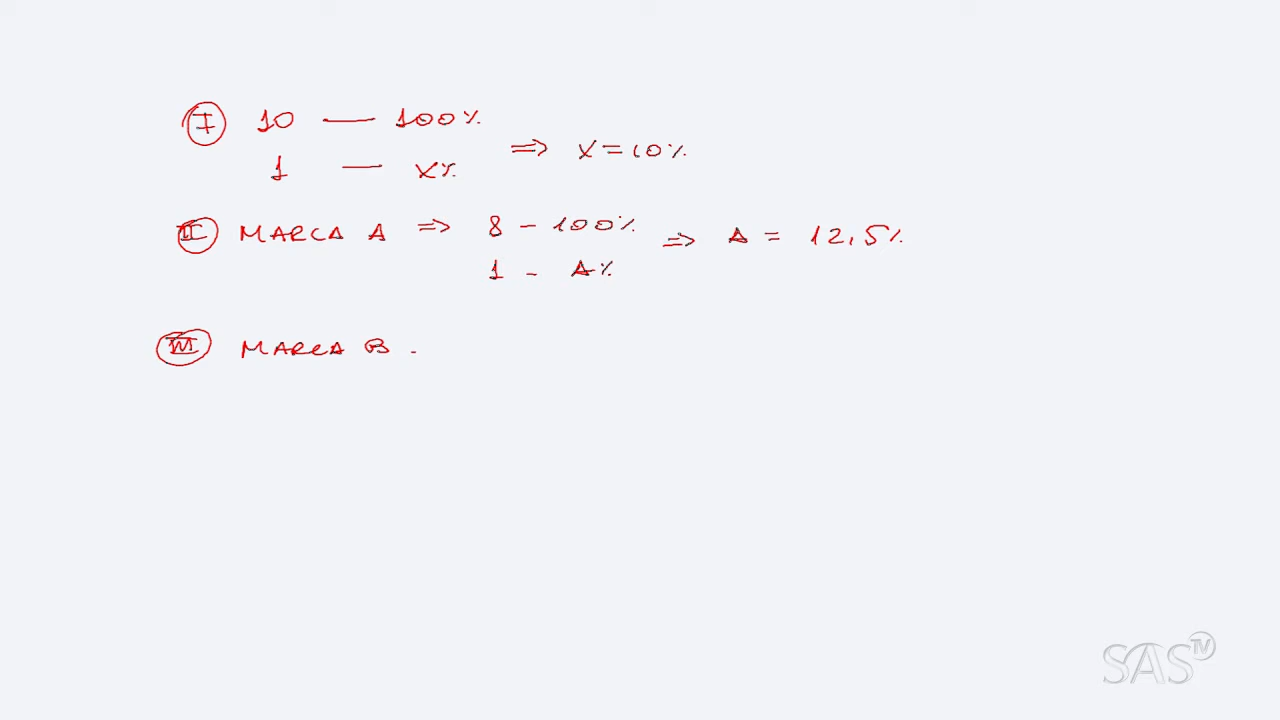 I 10 — 100%
1 — X% ⇒ X = 10%
II MARCA A ⇒ 8 - 100% ⇒ A = 12,5%
1 - A%
III MARCA B -
SAS TV